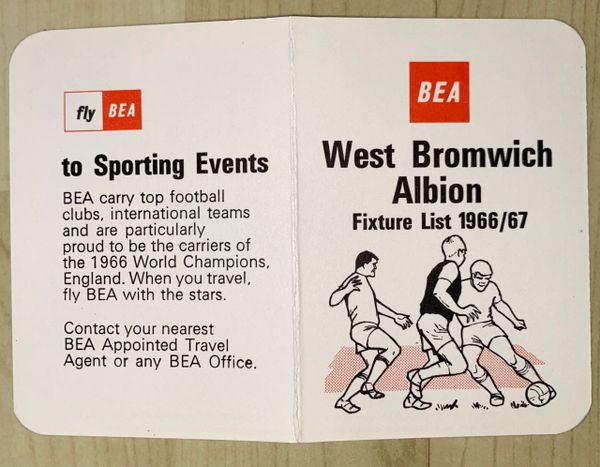 fly BEA
to Sporting Events
BEA carry top football
clubs, international teams
and are particularly
proud to be the carriers of
the 1966 World Champions,
England. When you travel,
fly BEA with the stars.
Contact your nearest
BEA Appointed Travel
Agent or any BEA Office.
BEA
West Bromwich
Albion
Fixture List 1966/67